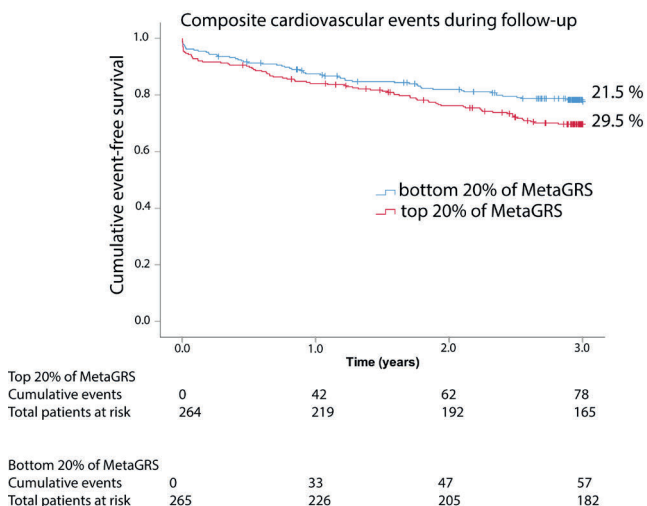 Composite cardiovascular events during follow-up
Cumulative event-free survival
1.0
0.8
0.6
0.4
0.2
0.0
21.5 %
29.5 %
bottom 20% of MetaGRS
top 20% of MetaGRS
0.0 1.0 2.0 3.0
Time (years)
Top 20% of MetaGRS
Cumulative events 0 42 62 78
Total patients at risk 264 219 192 165
Bottom 20% of MetaGRS
Cumulative events 0 33 47 57
Total patients at risk 265 226 205 182